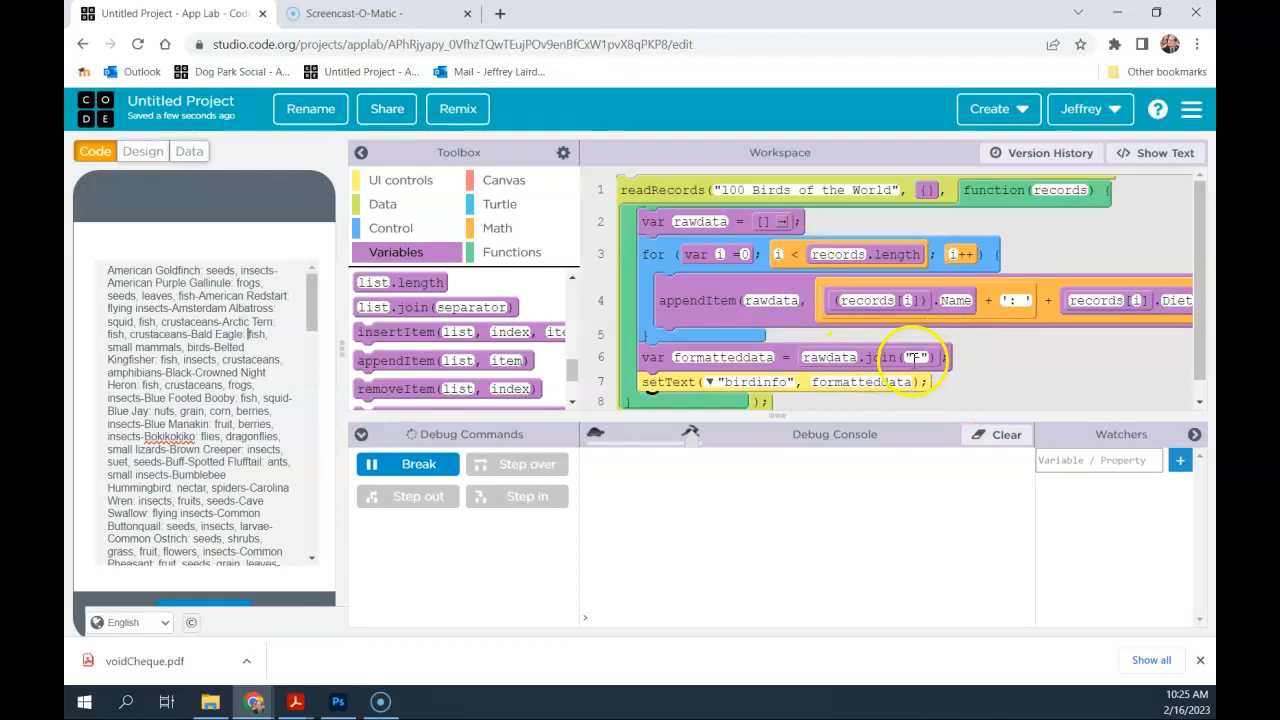 Untitled Project - App Lab - Cod
Screencast-O-Matic -
studio.code.org/projects/applab/APhRjyapy_0VfhzTQwTEujPOv9enBfCxW1pvX8qPKP8/edit
Outlook
Dog Park Social - A...
Untitled Project - A...
Mail - Jeffrey Laird...
Other bookmarks
C O
D E
Untitled Project
Saved a few seconds ago
Rename
Share
Remix
Create
Jeffrey
?
Code
Design
Data
Toolbox
Workspace
Version History
</> Show Text
UI controls
Canvas
Data
Turtle
Control
Math
Variables
Functions
list.length
list.join(separator)
insertItem(list, index, ite
appendItem(list, item)
removeItem(list, index)
1 readRecords("100 Birds of the World", {}, function(records) {
2 var rawdata = [];
3 for (var i =0; i < records.length; i++) {
4 appendItem(rawdata, (records[i]).Name + ': ' + records[i].Diet
5 }
6 var formatteddata = rawdata.join("-");
7 setText("birdinfo", formatteddata);
8 } );
American Goldfinch: seeds, insects-
American Purple Gallinule: frogs,
seeds, leaves, fish-American Redstart:
flying insects-Amsterdam Albatross:
squid, fish, crustaceans-Arctic Tern:
fish, crustaceans-Bald Eagle: fish,
small mammals, birds-Belted
Kingfisher: fish, insects, crustaceans,
amphibians-Black-Crowned Night
Heron: fish, crustaceans, frogs,
insects-Blue Footed Booby: fish, squid-
Blue Jay: nuts, grain, corn, berries,
insects-Blue Manakin: fruit, berries,
insects-Bokikokiko: flies, dragonflies,
small lizards-Brown Creeper: insects,
suet, seeds-Buff-Spotted Flufftail: ants,
small insects-Bumblebee
Hummingbird: nectar, spiders-Carolina
Wren: insects, fruits, seeds-Cave
Swallow: flying insects-Common
Buttonquail: seeds, insects, larvae-
Common Ostrich: seeds, shrubs,
grass, fruit, flowers, insects-Common
Pheasant: fruit, seeds, grain, leaves-
Debug Commands
Debug Console
Clear
Watchers
Break
Step over
Step out
Step in
Variable / Property
+
>
English
©
voidCheque.pdf
Show all
10:25 AM
2/16/2023